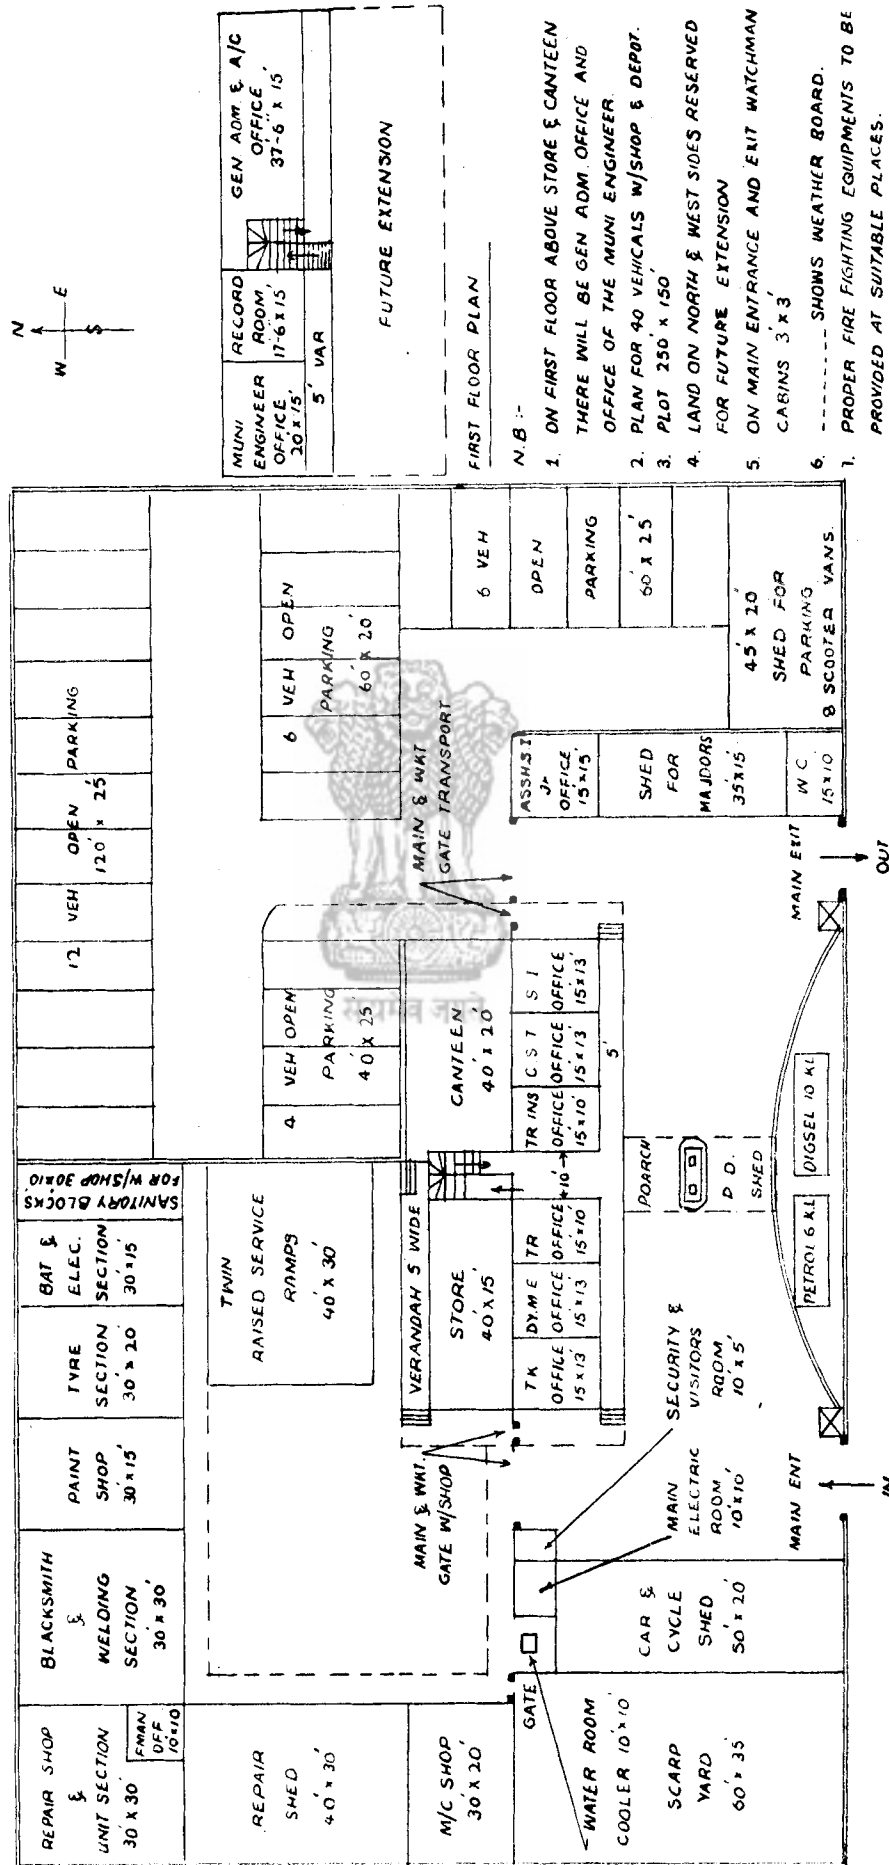 REPAIR SHOP
&
UNIT SECTION
30' x 30'
FMAN
OFF
10x10
BLACKSMITH
&
WELDING
SECTION
30' x 30'
PAINT
SHOP
30' x 15'
TYRE
SECTION
30' x 20'
BAT &
ELEC.
SECTION
30' x 15'
SANITORY BLOCKS
FOR W/SHOP 30x10'
12 VEH OPEN PARKING
120' x 25'
REPAIR
SHED
40' x 30'
TWIN
RAISED SERVICE
RAMPS
40' x 30'
4 VEH OPEN
PARKING
40' x 25'
6 VEH OPEN
PARKING
60' x 20'
M/C SHOP
30' x 20'
MAIN & WKT.
GATE W/SHOP
VERANDAH 5 WIDE
STORE
40' x 15'
CANTEEN
40' x 20'
MAIN & WKT
GATE TRANSPORT
6 VEH
OPEN
PARKING
60' x 25'
TK
OFFICE
15' x 13'
DY.M E
OFFICE
15' x 13'
TR
OFFICE
15' x 10'
10'
TR INS
OFFICE
15' x 10'
C S T
OFFICE
15' x 13'
S I
OFFICE
15' x 13'
5'
ASSH.S.I
Jr
OFFICE
15' x 15'
SHED
FOR
MAJDORS
35' x 15'
W C
15' x 10'
45' x 20'
SHED FOR
PARKING
8 SCOOTER VANS.
GATE
WATER ROOM
COOLER 10' x 10'
SCARP
YARD
60' x 35'
CAR &
CYCLE
SHED
50' x 20'
MAIN
ELECTRIC
ROOM
10' x 10'
SECURITY &
VISITORS
ROOM
10' x 5'
POARCH
P D.
SHED
PETROL 6 KL
DIGSEL 10 KL
MAIN ENT
IN
MAIN EXIT
OUT
सत्यमेव जयते
N
W E
S
MUNI
ENGINEER
OFFICE
20' x 15'
RECORD
ROOM
17-6 x 15'
GEN ADM & A/C
OFFICE
37-6" x 15'
5' VAR
FUTURE EXTENSION
FIRST FLOOR PLAN
N.B :-
1. ON FIRST FLOOR ABOVE STORE & CANTEEN
THERE WILL BE GEN ADM. OFFICE AND
OFFICE OF THE MUNI ENGINEER.
2. PLAN FOR 40 VEHICALS W/SHOP & DEPOT.
3. PLOT 250' x 150'
4. LAND ON NORTH & WEST SIDES RESERVED
FOR FUTURE EXTENSION
5. ON MAIN ENTRANCE AND EXIT WATCHMAN
CABINS 3' x 3'
6. ------- SHOWS WEATHER BOARD.
7. PROPER FIRE FIGHTING EQUIPMENTS TO BE
PROVIDED AT SUITABLE PLACES.